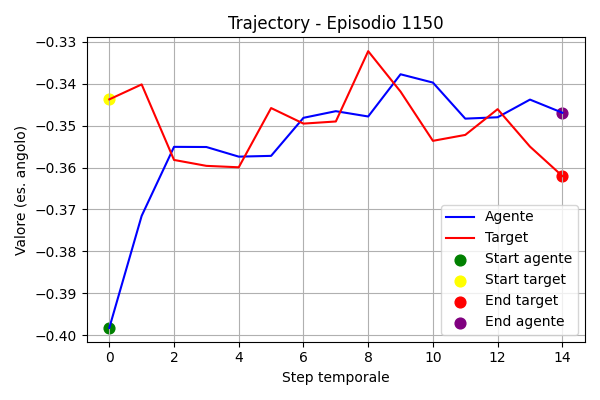 Trajectory - Episodio 1150
Valore (es. angolo)
−0.33
−0.34
−0.35
−0.36
−0.37
−0.38
−0.39
−0.40
Agente
Target
Start agente
Start target
End target
End agente
0 2 4 6 8 10 12 14
Step temporale